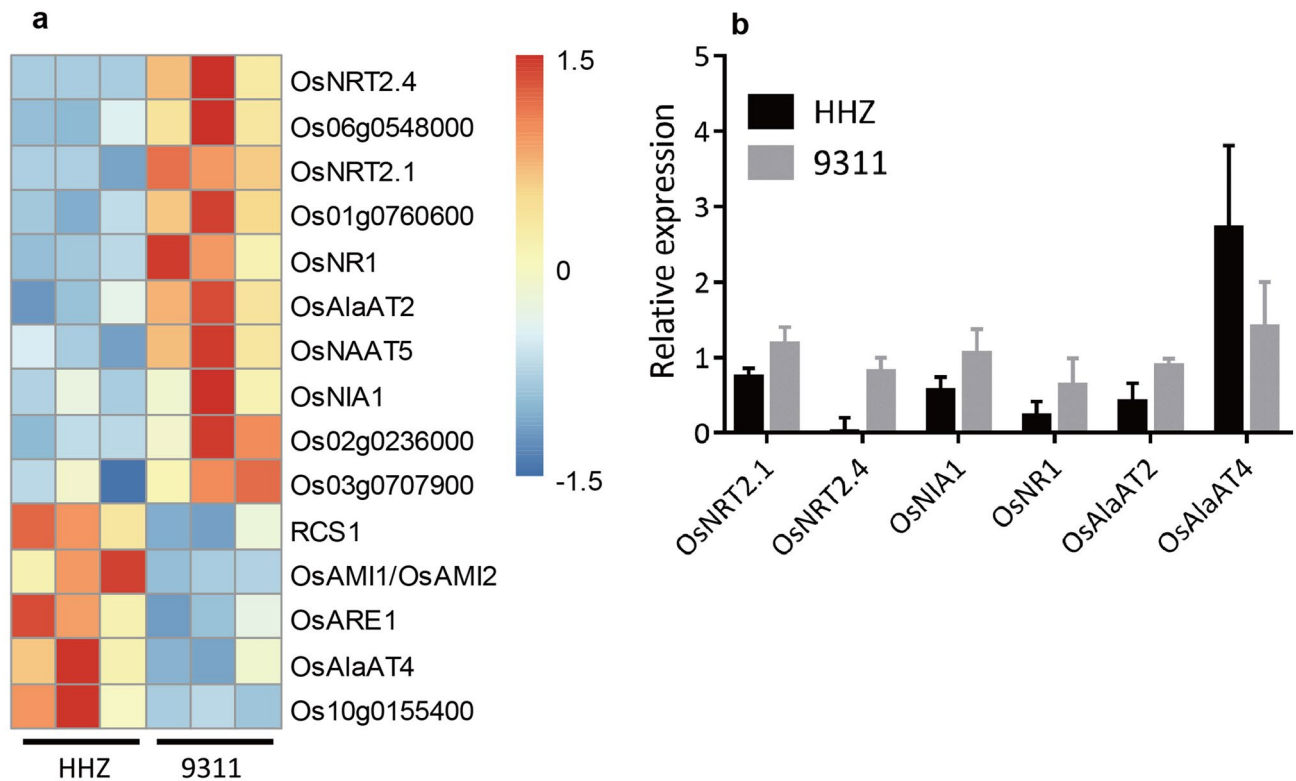 a
OsNRT2.4
Os06g0548000
OsNRT2.1
Os01g0760600
OsNR1
OsAlaAT2
OsNAAT5
OsNIA1
Os02g0236000
Os03g0707900
RCS1
OsAMI1/OsAMI2
OsARE1
OsAlaAT4
Os10g0155400
HHZ
9311
1.5
0
-1.5
b
Relative expression
5
4
3
2
1
0
HHZ
9311
OsNRT2.1
OsNRT2.4
OsNIA1
OsNR1
OsAlaAT2
OsAlaAT4